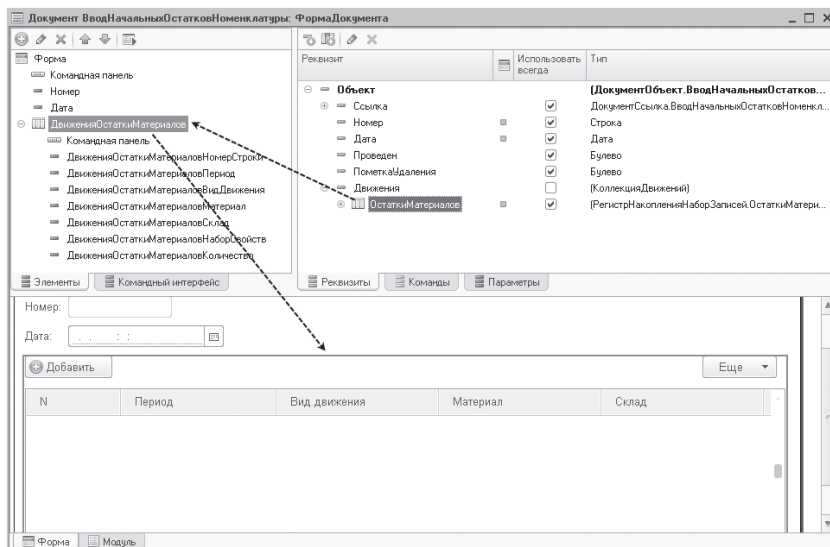 Документ ВводНачальныхОстатковНоменклатуры: ФормаДокумента
Форма
Командная панель
Номер
Дата
ДвиженияОстаткиМатериалов
Командная панель
ДвиженияОстаткиМатериаловНомерСтроки
ДвиженияОстаткиМатериаловПериод
ДвиженияОстаткиМатериаловВидДвижения
ДвиженияОстаткиМатериаловМатериал
ДвиженияОстаткиМатериаловСклад
ДвиженияОстаткиМатериаловНаборСвойств
ДвиженияОстаткиМатериаловКоличество
Элементы Командный интерфейс
Реквизит Использовать всегда Тип
Объект (ДокументОбъект.ВводНачальныхОстатков...
Ссылка ДокументСсылка.ВводНачальныхОстатковНоменкл...
Номер Строка
Дата Дата
Проведен Булево
ПометкаУдаления Булево
Движения (КоллекцияДвижений)
ОстаткиМатериалов (РегистрНакопленияНаборЗаписей.ОстаткиМатери...
Реквизиты Команды Параметры
Номер:
Дата: . . : :
Добавить Еще
N Период Вид движения Материал Склад
Форма Модуль